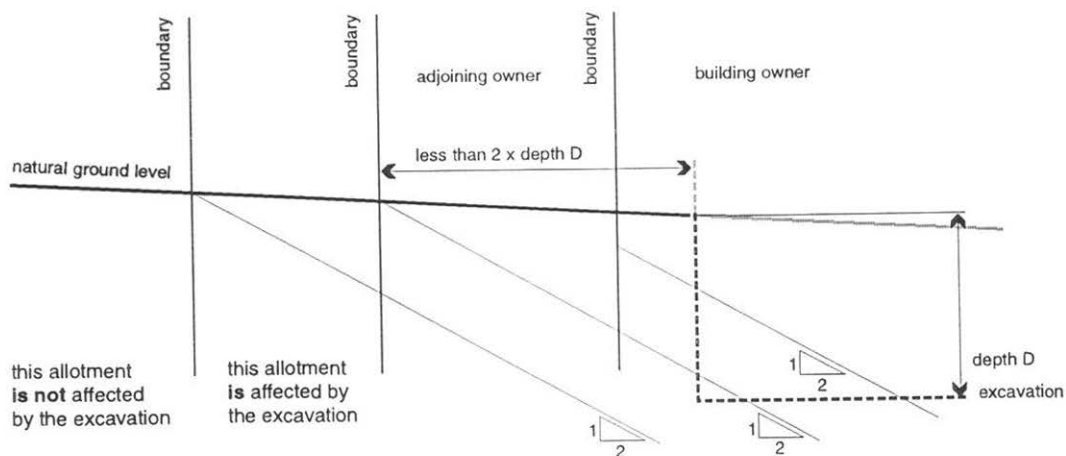 boundary
boundary
adjoining owner
boundary
building owner
less than 2 x depth D
natural ground level
this allotment
is not affected
by the excavation
this allotment
is affected by
the excavation
1
2
1
2
1
2
depth D
excavation